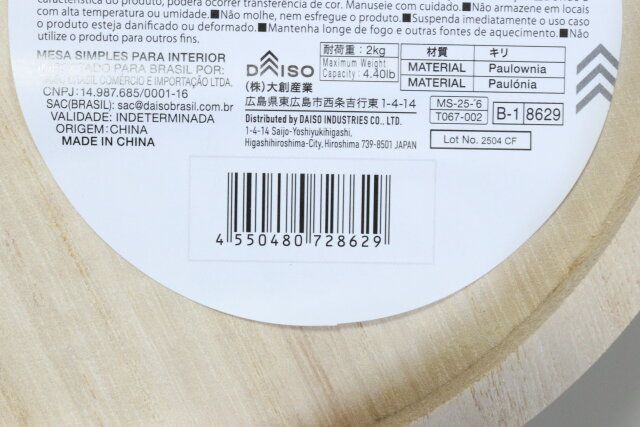 característica do produto, poderá ocorrer transferência de cor. Manuseie com cuidado.■Não armazene em locais
com alta temperatura ou umidade.■Não molhe, nem esfregue o produto.■Suspenda imediatamente o uso caso
o produto esteja danificado ou deformado.■Mantenha longe de fogo e outras fontes de aquecimento.■Não
utilize o produto para outros fins.
MESA SIMPLES PARA INTERIOR
IMPORTADO PARA BRASIL POR:
BRASIL COMÉRCIO E IMPORTAÇÃO LTDA.
CNPJ:14.987.685/0001-16
SAC(BRASIL): sac@daisobrasil.com.br
VALIDADE: INDETERMINADA
ORIGEM:CHINA
MADE IN CHINA
DAISO
(株)大創産業
広島県東広島市西条吉行東1-4-14
Distributed by DAISO INDUSTRIES CO., LTD.
1-4-14 Saijo-Yoshiyukihigashi,
Higashihiroshima-City, Hiroshima 739-8501 JAPAN
耐荷重:2kg
Maximum Weight
Capacity: 4.40lb
材質 キリ
MATERIAL Paulownia
MATERIAL Paulónia
MS-25-'6
T067-002
B-1 8629
Lot No. 2504 CF
4 550480 728629